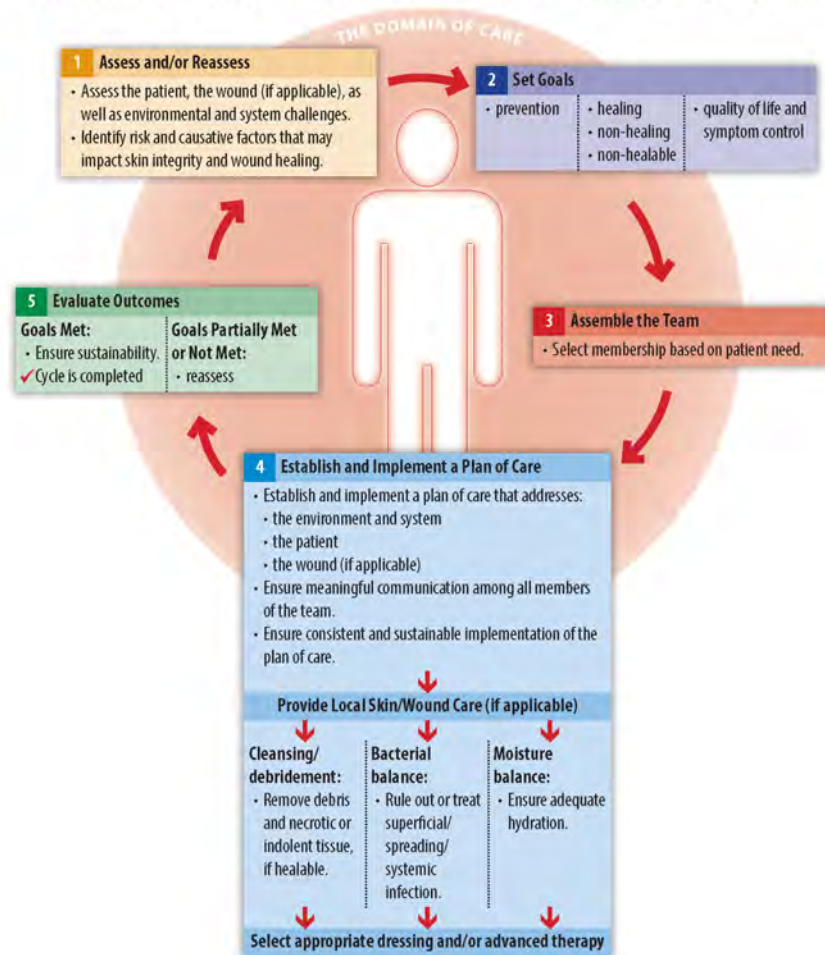 THE DOMAIN OF CARE
1 Assess and/or Reassess
• Assess the patient, the wound (if applicable), as
well as environmental and system challenges.
• Identify risk and causative factors that may
impact skin integrity and wound healing.
2 Set Goals
• prevention
• healing
• non-healing
• non-healable
• quality of life and
symptom control
3 Assemble the Team
• Select membership based on patient need.
4 Establish and Implement a Plan of Care
• Establish and implement a plan of care that addresses:
• the environment and system
• the patient
• the wound (if applicable)
• Ensure meaningful communication among all members
of the team.
• Ensure consistent and sustainable implementation of the
plan of care.
Provide Local Skin/Wound Care (if applicable)
Cleansing/
debridement:
• Remove debris
and necrotic or
indolent tissue,
if healable.
Bacterial
balance:
• Rule out or treat
superficial/
spreading/
systemic
infection.
Moisture
balance:
• Ensure adequate
hydration.
Select appropriate dressing and/or advanced therapy
5 Evaluate Outcomes
Goals Met:
• Ensure sustainability.
✓Cycle is completed
Goals Partially Met
or Not Met:
• reassess